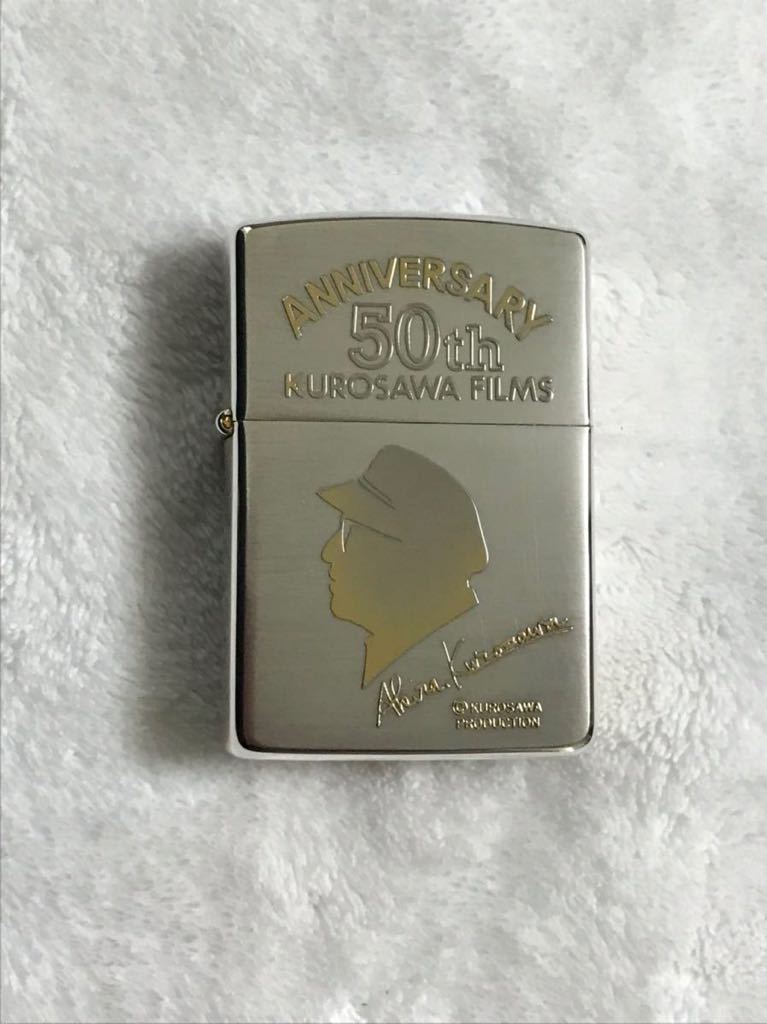 ANNIVERSARY
50th
KUROSAWA FILMS
Akira. Kurosawa.
©KUROSAWA
PRODUCTION